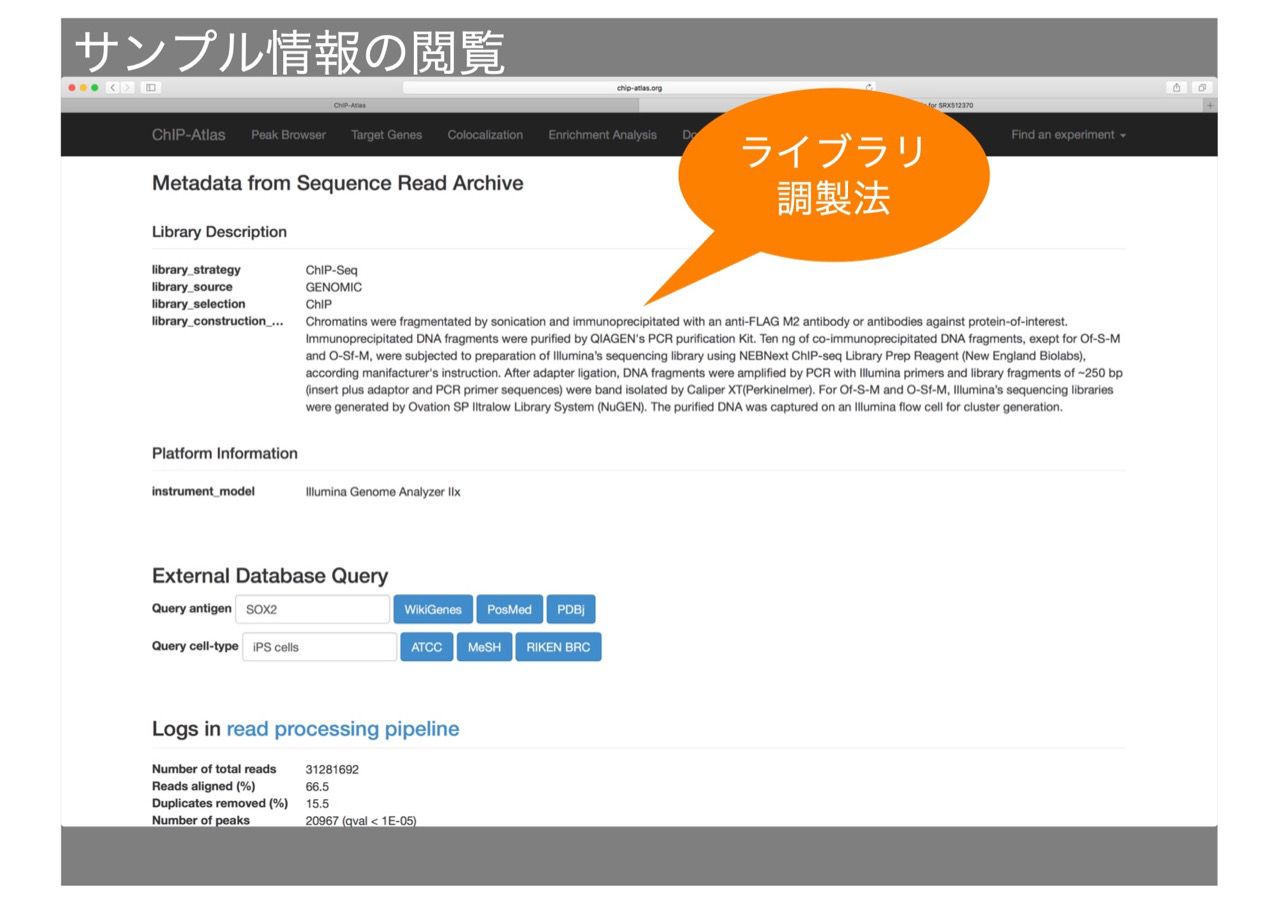 サンプル情報の閲覧
chip-atlas.org
ChIP-Atlas
for SRX512370
ChIP-Atlas Peak Browser Target Genes Colocalization Enrichment Analysis Find an experiment
ライブラリ
調製法
Metadata from Sequence Read Archive
Library Description
library_strategy ChIP-Seq
library_source GENOMIC
library_selection ChIP
library_construction_... Chromatins were fragmentated by sonication and immunoprecipitated with an anti-FLAG M2 antibody or antibodies against protein-of-interest.
Immunoprecipitated DNA fragments were purified by QIAGEN's PCR purification Kit. Ten ng of co-immunoprecipitated DNA fragments, exept for Of-S-M
and O-Sf-M, were subjected to preparation of Illumina's sequencing library using NEBNext ChIP-seq Library Prep Reagent (New England Biolabs),
according manifacturer's instruction. After adapter ligation, DNA fragments were amplified by PCR with Illumina primers and library fragments of ~250 bp
(insert plus adaptor and PCR primer sequences) were band isolated by Caliper XT(Perkinelmer). For Of-S-M and O-Sf-M, Illumina's sequencing libraries
were generated by Ovation SP Iltralow Library System (NuGEN). The purified DNA was captured on an Illumina flow cell for cluster generation.
Platform Information
instrument_model Illumina Genome Analyzer IIx
External Database Query
Query antigen SOX2 WikiGenes PosMed PDBj
Query cell-type iPS cells ATCC MeSH RIKEN BRC
Logs in read processing pipeline
Number of total reads 31281692
Reads aligned (%) 66.5
Duplicates removed (%) 15.5
Number of peaks 20967 (qval < 1E-05)